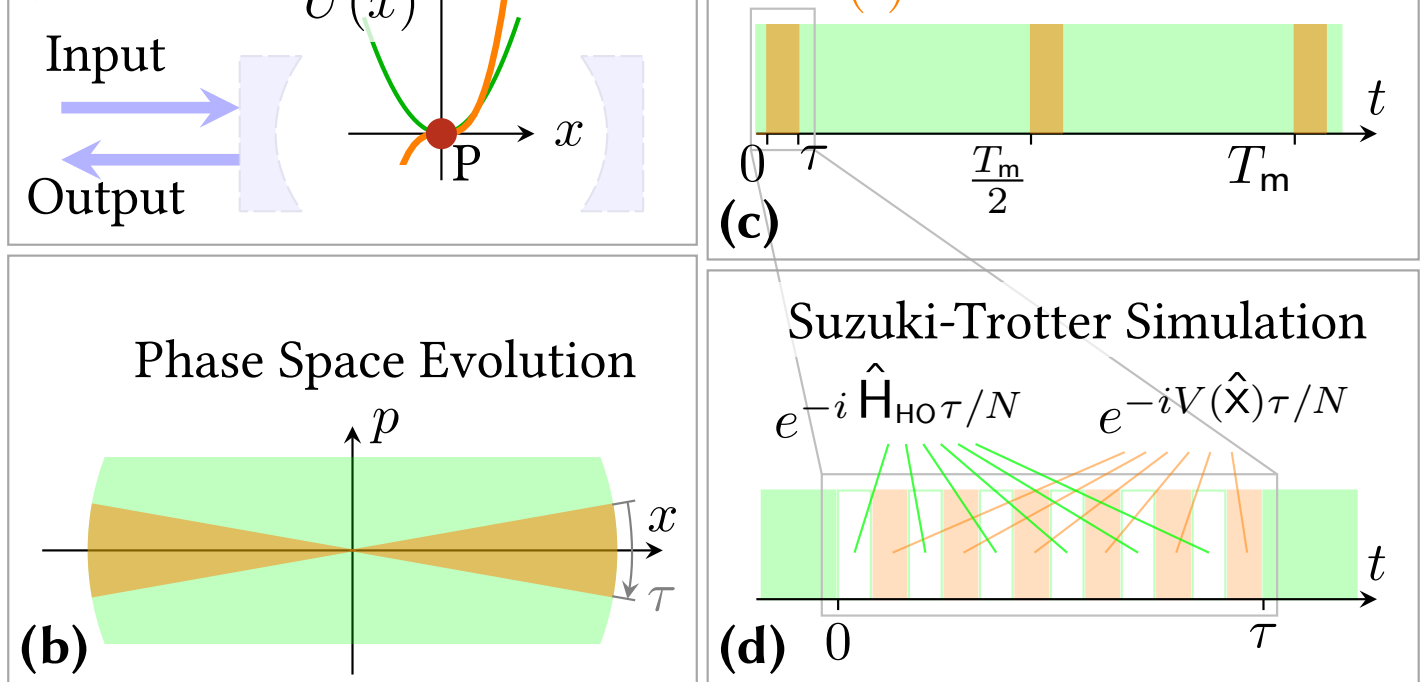 U(x)
Input
Output
x
P
t
0
τ
T_m/2
T_m
(c)
Phase Space Evolution
p
x
τ
(b)
Suzuki-Trotter Simulation
e^{−i Ĥ_HO τ/N}
e^{−iV(x̂)τ/N}
t
0
τ
(d)